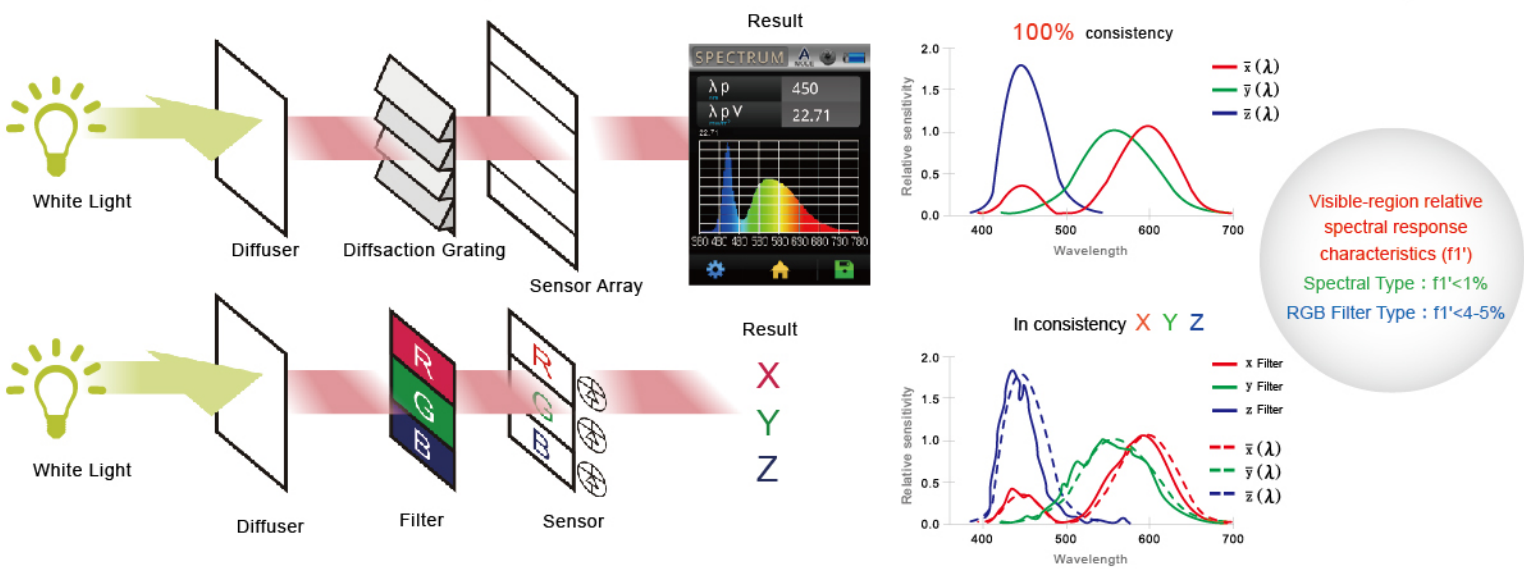 White Light
Diffuser
Diffsaction Grating
Sensor Array
Result
SPECTRUM
A
MODE
λp
450
λpV
22.71
22.71
380 430 480 530 580 630 680 730 780
100% consistency
2.0
1.5
1.0
0.5
0.0
Relative sensitivity
400 500 600 700
Wavelength
x̄(λ)
ȳ(λ)
z̄(λ)
Visible-region relative
spectral response
characteristics (f1')
Spectral Type : f1'<1%
RGB Filter Type : f1'<4-5%
White Light
Diffuser
R
G
B
Filter
R
G
B
Sensor
Result
X
Y
Z
In consistency X Y Z
2.0
1.5
1.0
0.5
0.0
Relative sensitivity
400 500 600 700
Wavelength
x Filter
y Filter
z Filter
x̄(λ)
ȳ(λ)
z̄(λ)